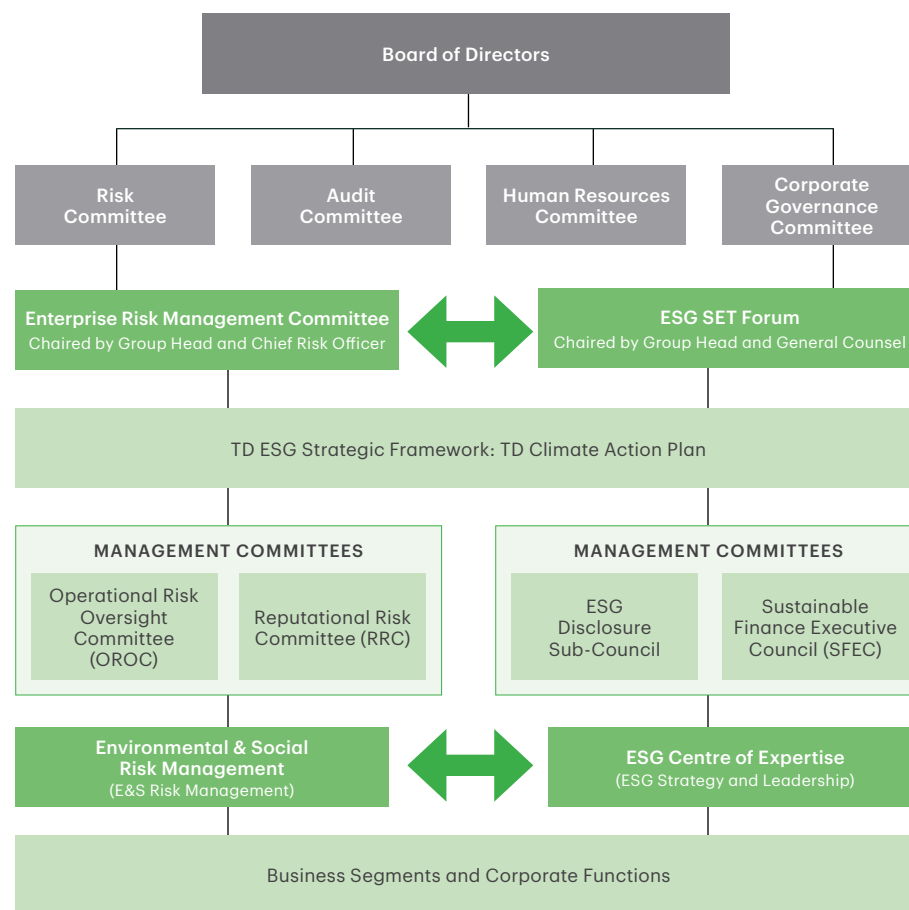 Board of Directors
Risk
Committee
Audit
Committee
Human Resources
Committee
Corporate
Governance
Committee
Enterprise Risk Management Committee
Chaired by Group Head and Chief Risk Officer
ESG SET Forum
Chaired by Group Head and General Counsel
TD ESG Strategic Framework: TD Climate Action Plan
MANAGEMENT COMMITTEES
Operational Risk
Oversight
Committee
(OROC)
Reputational Risk
Committee (RRC)
MANAGEMENT COMMITTEES
ESG
Disclosure
Sub-Council
Sustainable
Finance Executive
Council (SFEC)
Environmental & Social
Risk Management
(E&S Risk Management)
ESG Centre of Expertise
(ESG Strategy and Leadership)
Business Segments and Corporate Functions